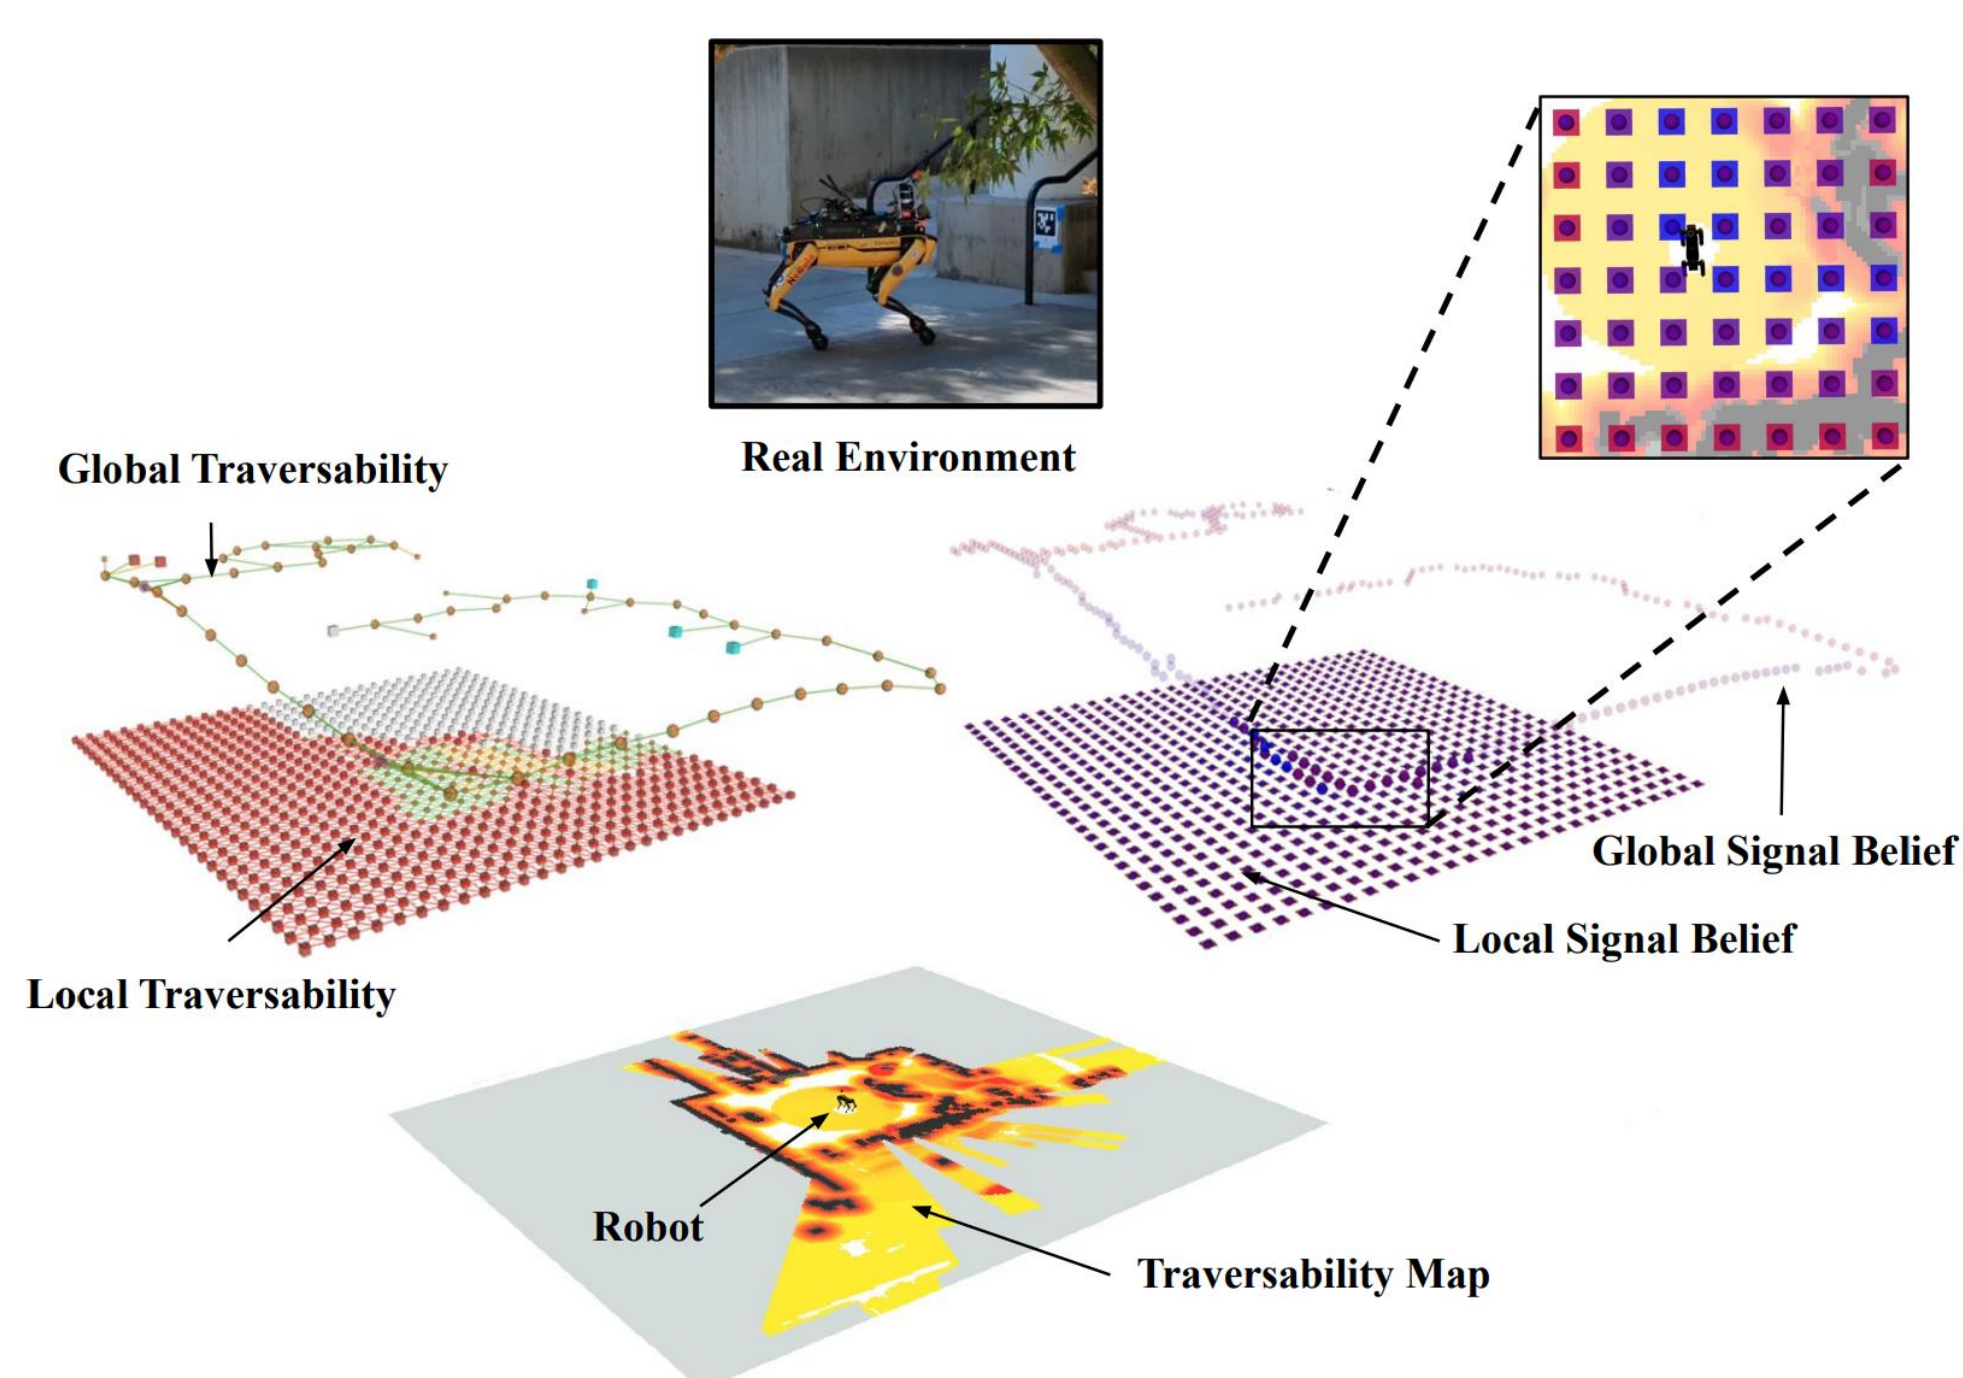 Real Environment
Global Traversability
Global Signal Belief
Local Signal Belief
Local Traversability
Robot
Traversability Map